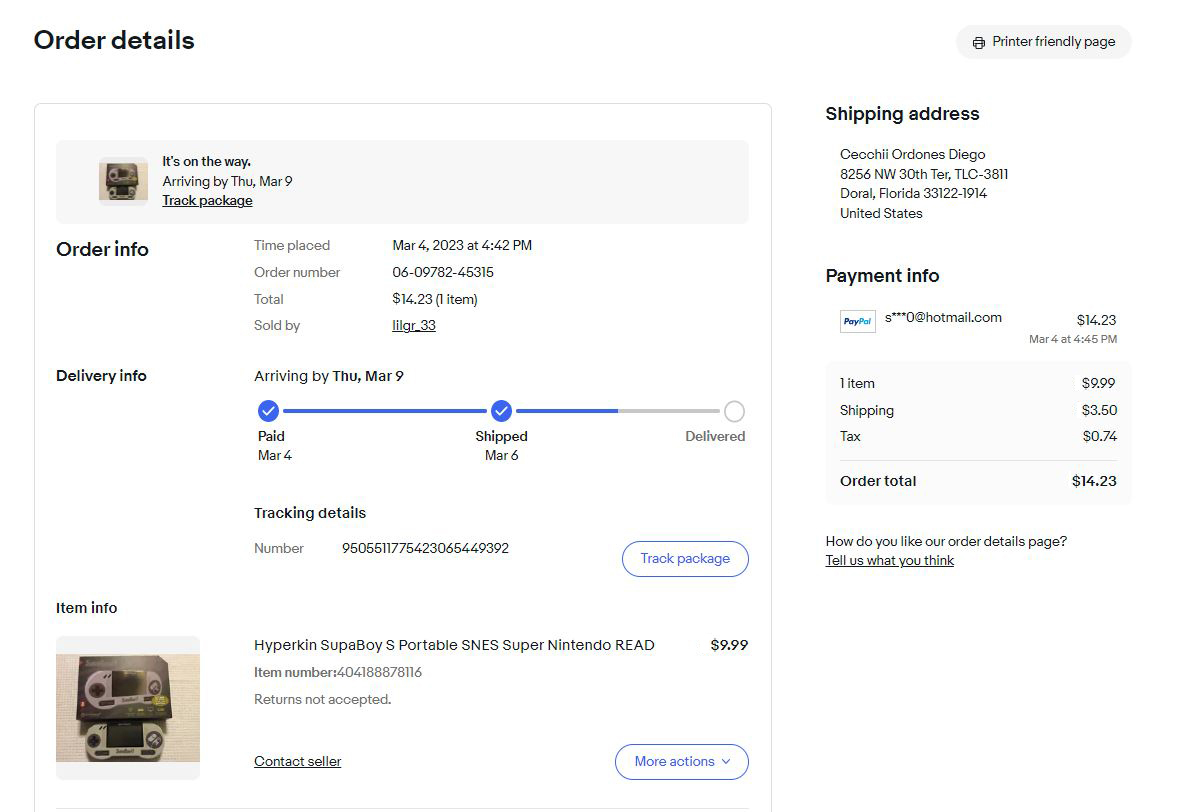 Order details
Printer friendly page
It's on the way.
Arriving by Thu, Mar 9
Track package
Order info
Time placed Mar 4, 2023 at 4:42 PM
Order number 06-09782-45315
Total $14.23 (1 item)
Sold by lilgr_33
Delivery info
Arriving by Thu, Mar 9
Paid Shipped Delivered
Mar 4 Mar 6
Tracking details
Number 9505511775423065449392
Track package
Item info
Hyperkin SupaBoy S Portable SNES Super Nintendo READ $9.99
Item number:404188878116
Returns not accepted.
Contact seller
More actions
Shipping address
Cecchii Ordones Diego
8256 NW 30th Ter, TLC-3811
Doral, Florida 33122-1914
United States
Payment info
PayPal s***0@hotmail.com $14.23
Mar 4 at 4:45 PM
1 item $9.99
Shipping $3.50
Tax $0.74
Order total $14.23
How do you like our order details page?
Tell us what you think